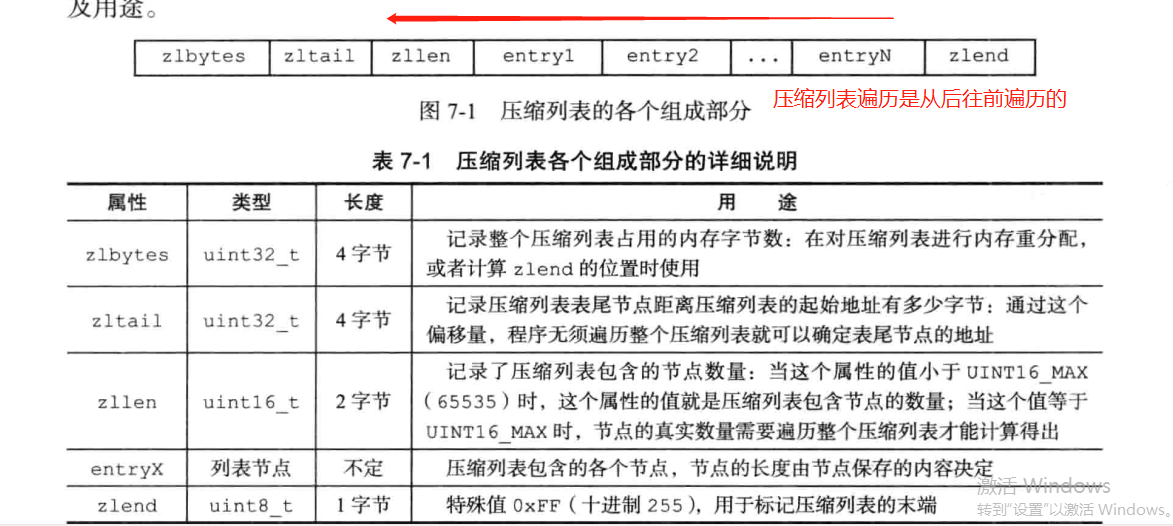 及用途。
zlbytes zltail zllen entry1 entry2 ... entryN zlend
压缩列表遍历是从后往前遍历的
图 7-1 压缩列表的各个组成部分
表 7-1 压缩列表各个组成部分的详细说明
属性 类型 长度 用 途
zlbytes uint32_t 4 字节 记录整个压缩列表占用的内存字节数：在对压缩列表进行内存重分配，
或者计算 zlend 的位置时使用
zltail uint32_t 4 字节 记录压缩列表表尾节点距离压缩列表的起始地址有多少字节：通过这个
偏移量，程序无须遍历整个压缩列表就可以确定表尾节点的地址
zllen uint16_t 2 字节 记录了压缩列表包含的节点数量：当这个属性的值小于 UINT16_MAX
（65535）时，这个属性的值就是压缩列表包含节点的数量；当这个值等于
UINT16_MAX 时，节点的真实数量需要遍历整个压缩列表才能计算得出
entryX 列表节点 不定 压缩列表包含的各个节点，节点的长度由节点保存的内容决定
zlend uint8_t 1 字节 特殊值 0xFF（十进制 255），用于标记压缩列表的末端
激活 Windows
转到"设置"以激活 Windows。